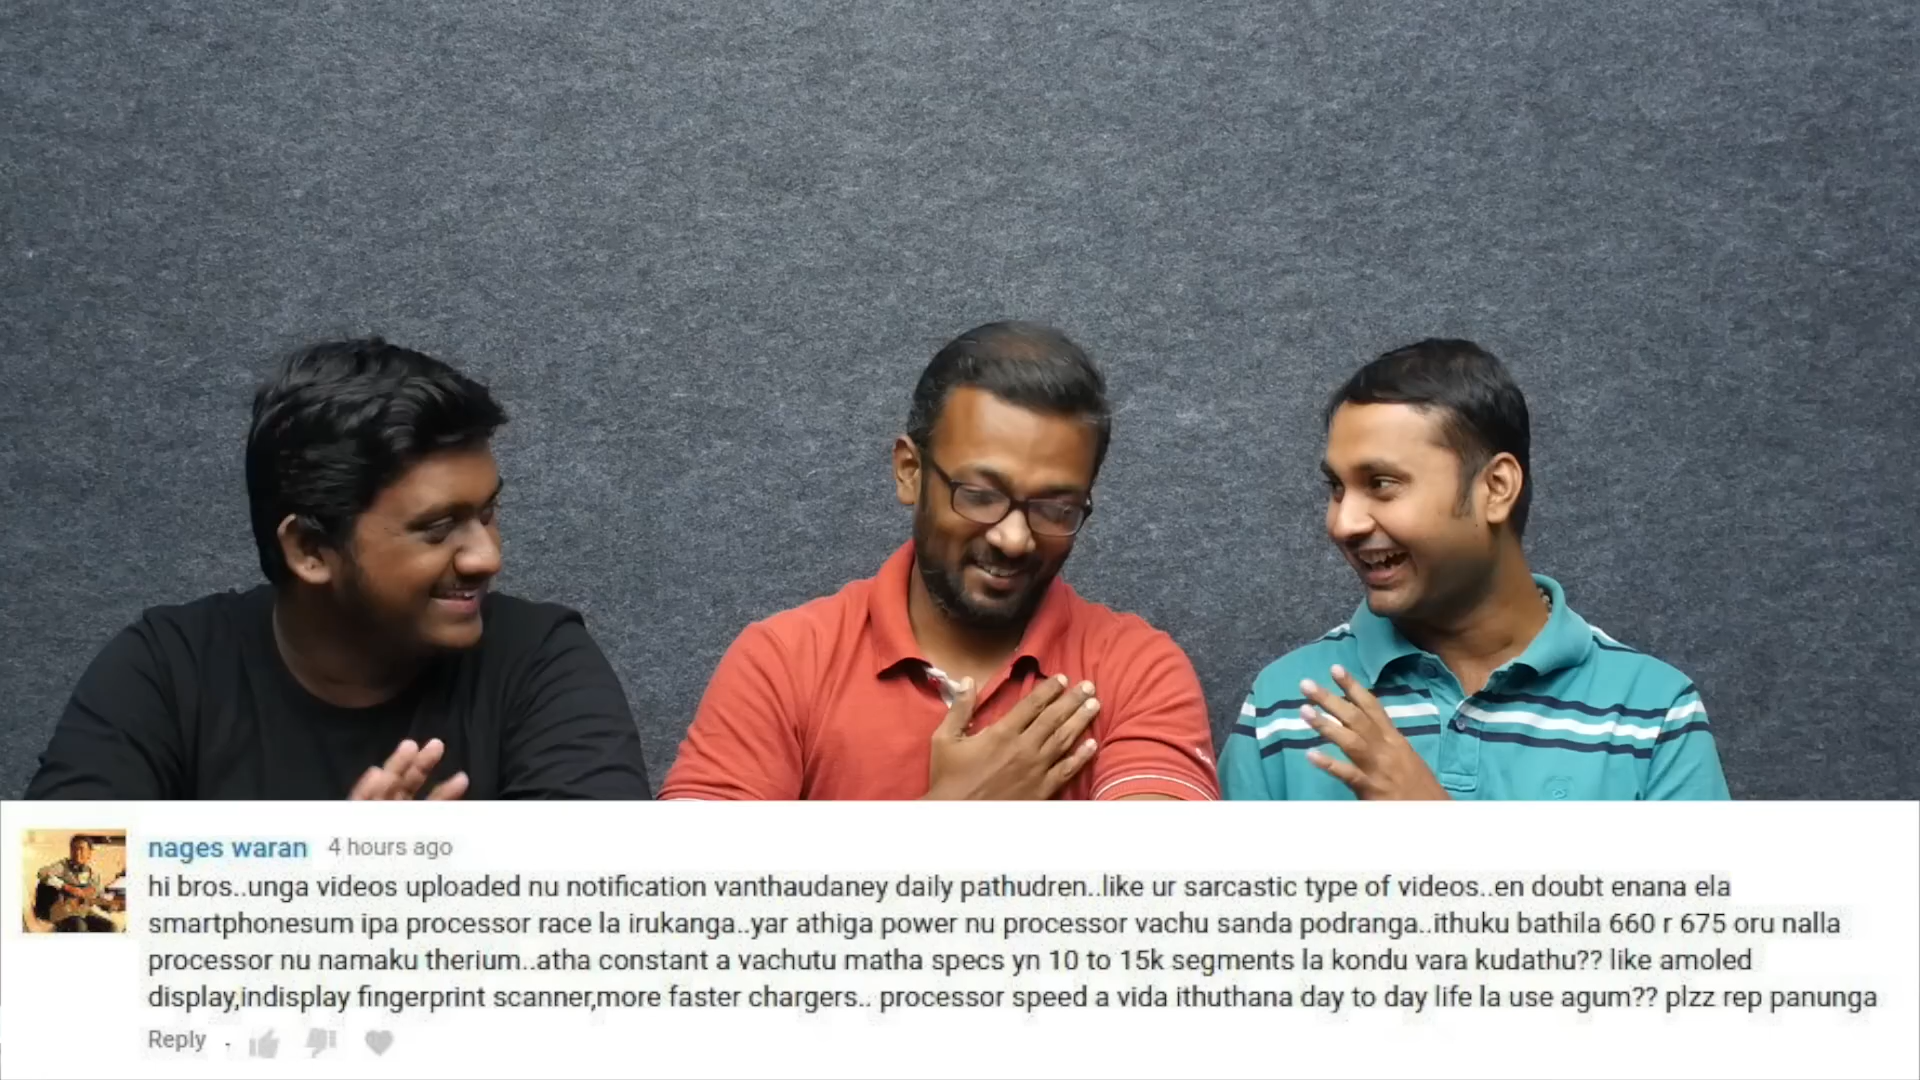 nages waran 4 hours ago
hi bros..unga videos uploaded nu notification vanthaudaney daily pathudren..like ur sarcastic type of videos..en doubt enana ela
smartphonesum ipa processor race la irukanga..yar athiga power nu processor vachu sanda podranga..ithuku bathila 660 r 675 oru nalla
processor nu namaku therium..atha constant a vachutu matha specs yn 10 to 15k segments la kondu vara kudathu?? like amoled
display,indisplay fingerprint scanner,more faster chargers.. processor speed a vida ithuthana day to day life la use agum?? plzz rep panunga
Reply